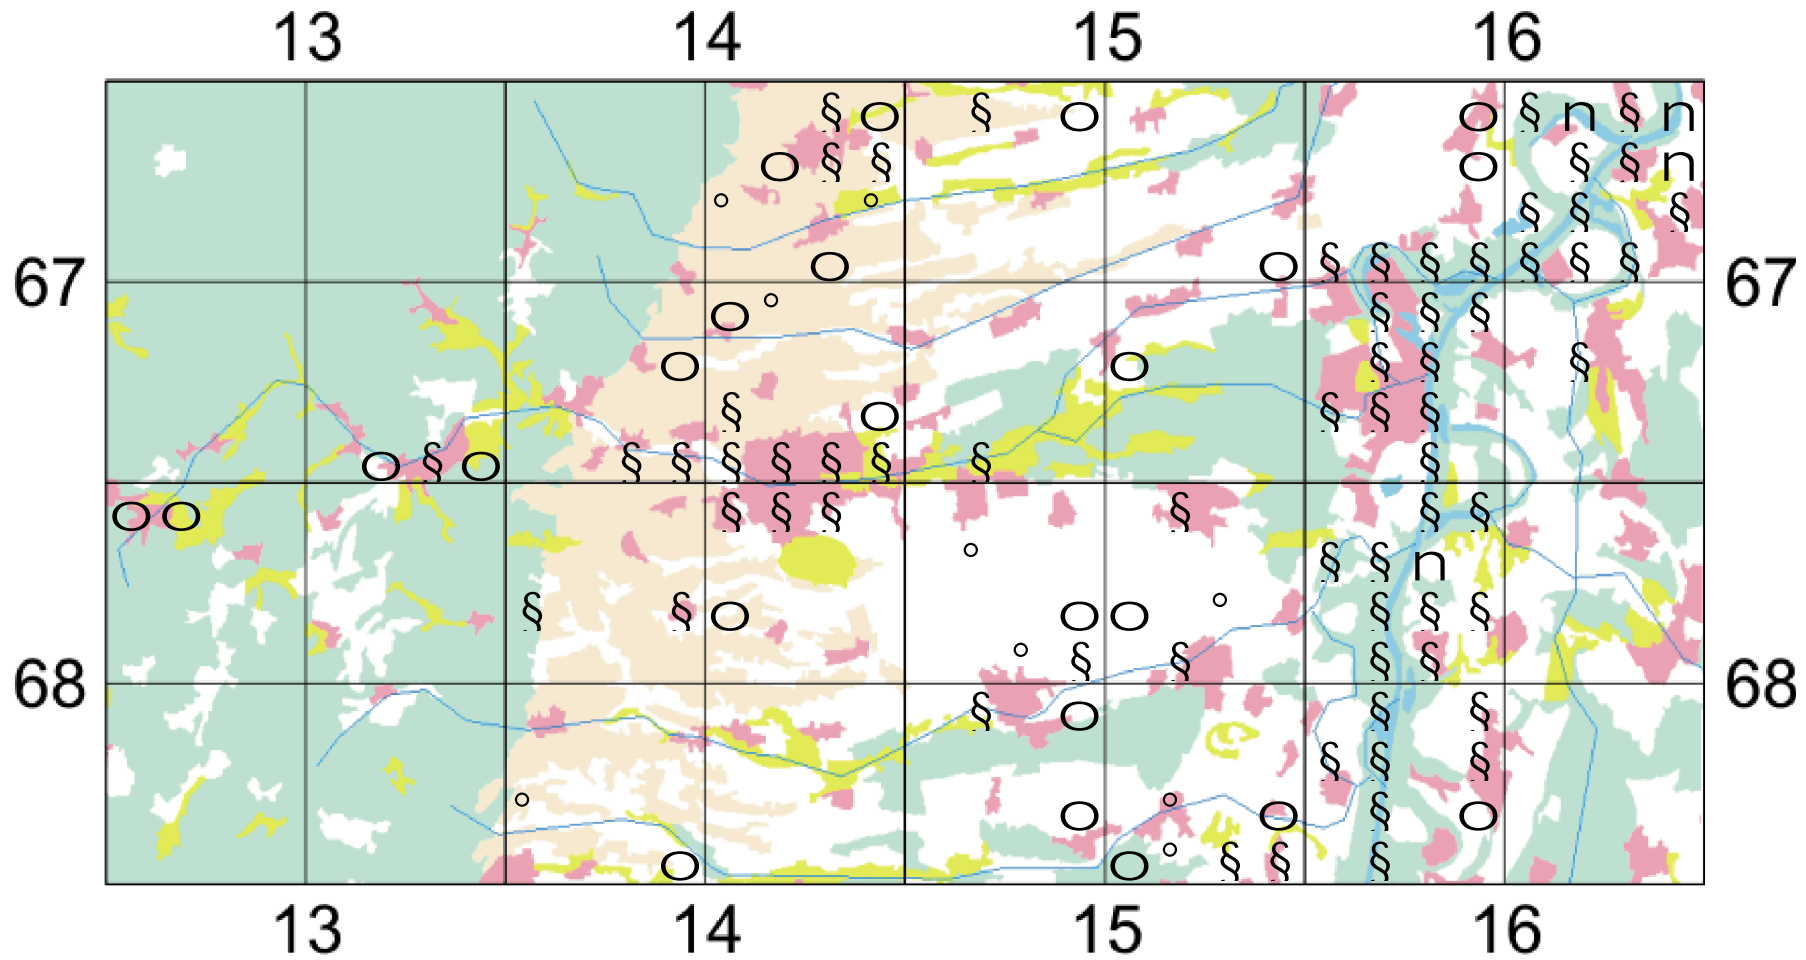 13 14 15 16
§ O § O O § n § n
O § § O § § n
° ° § § §
O O § § § § § § §
67 67
O ° § § §
O O § § §
§ O § § §
O § O § § § § § § § §
O O § § § § § §
° § § n
§ § O O O ° § § §
° § § § §
68 68
§ O § §
§ § §
° O ° O § O
O O ° § § §
13 14 15 16